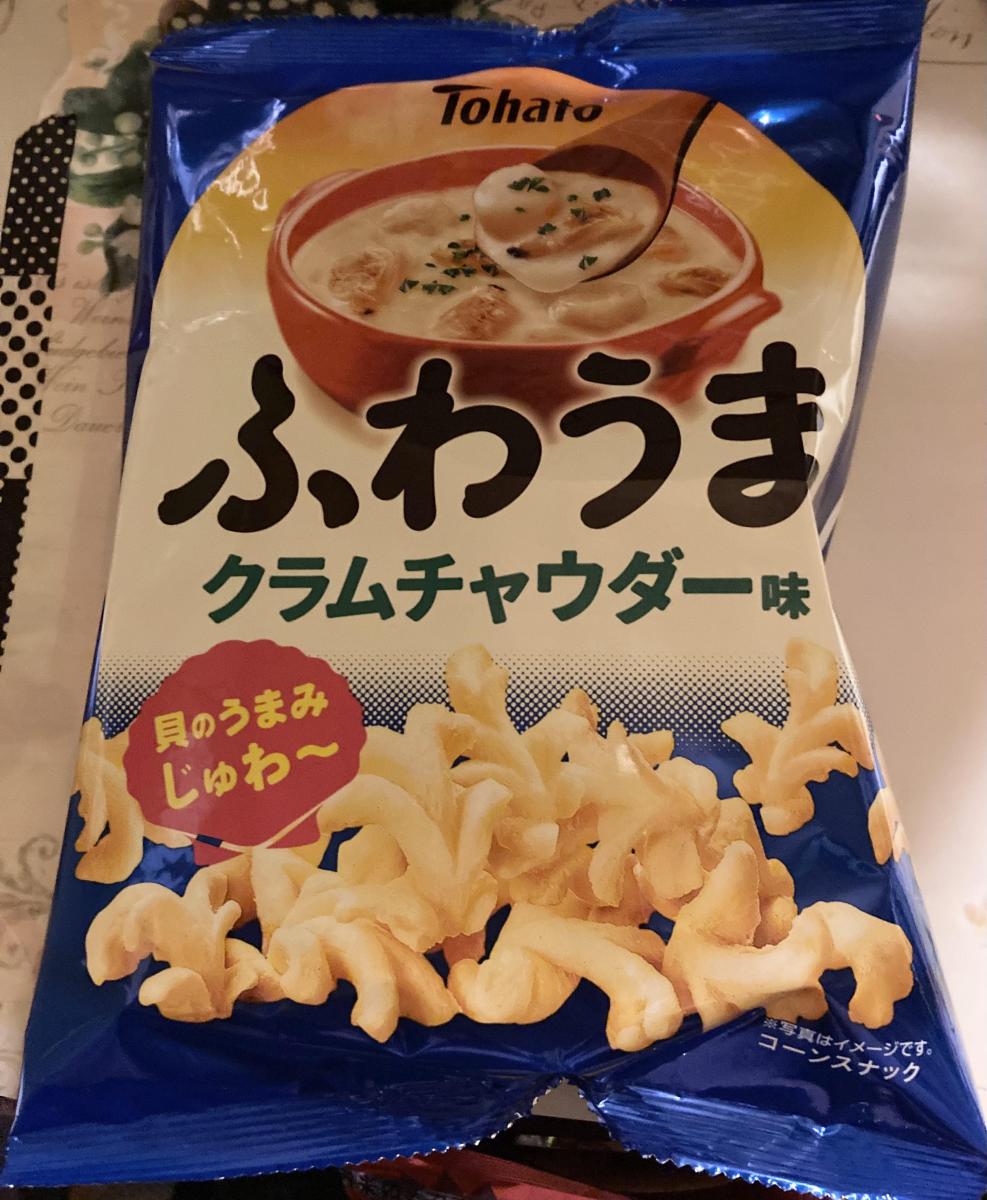 Tohato
ふわうま
クラムチャウダー味
貝のうまみ
じゅわ～
※写真はイメージです。
コーンスナック